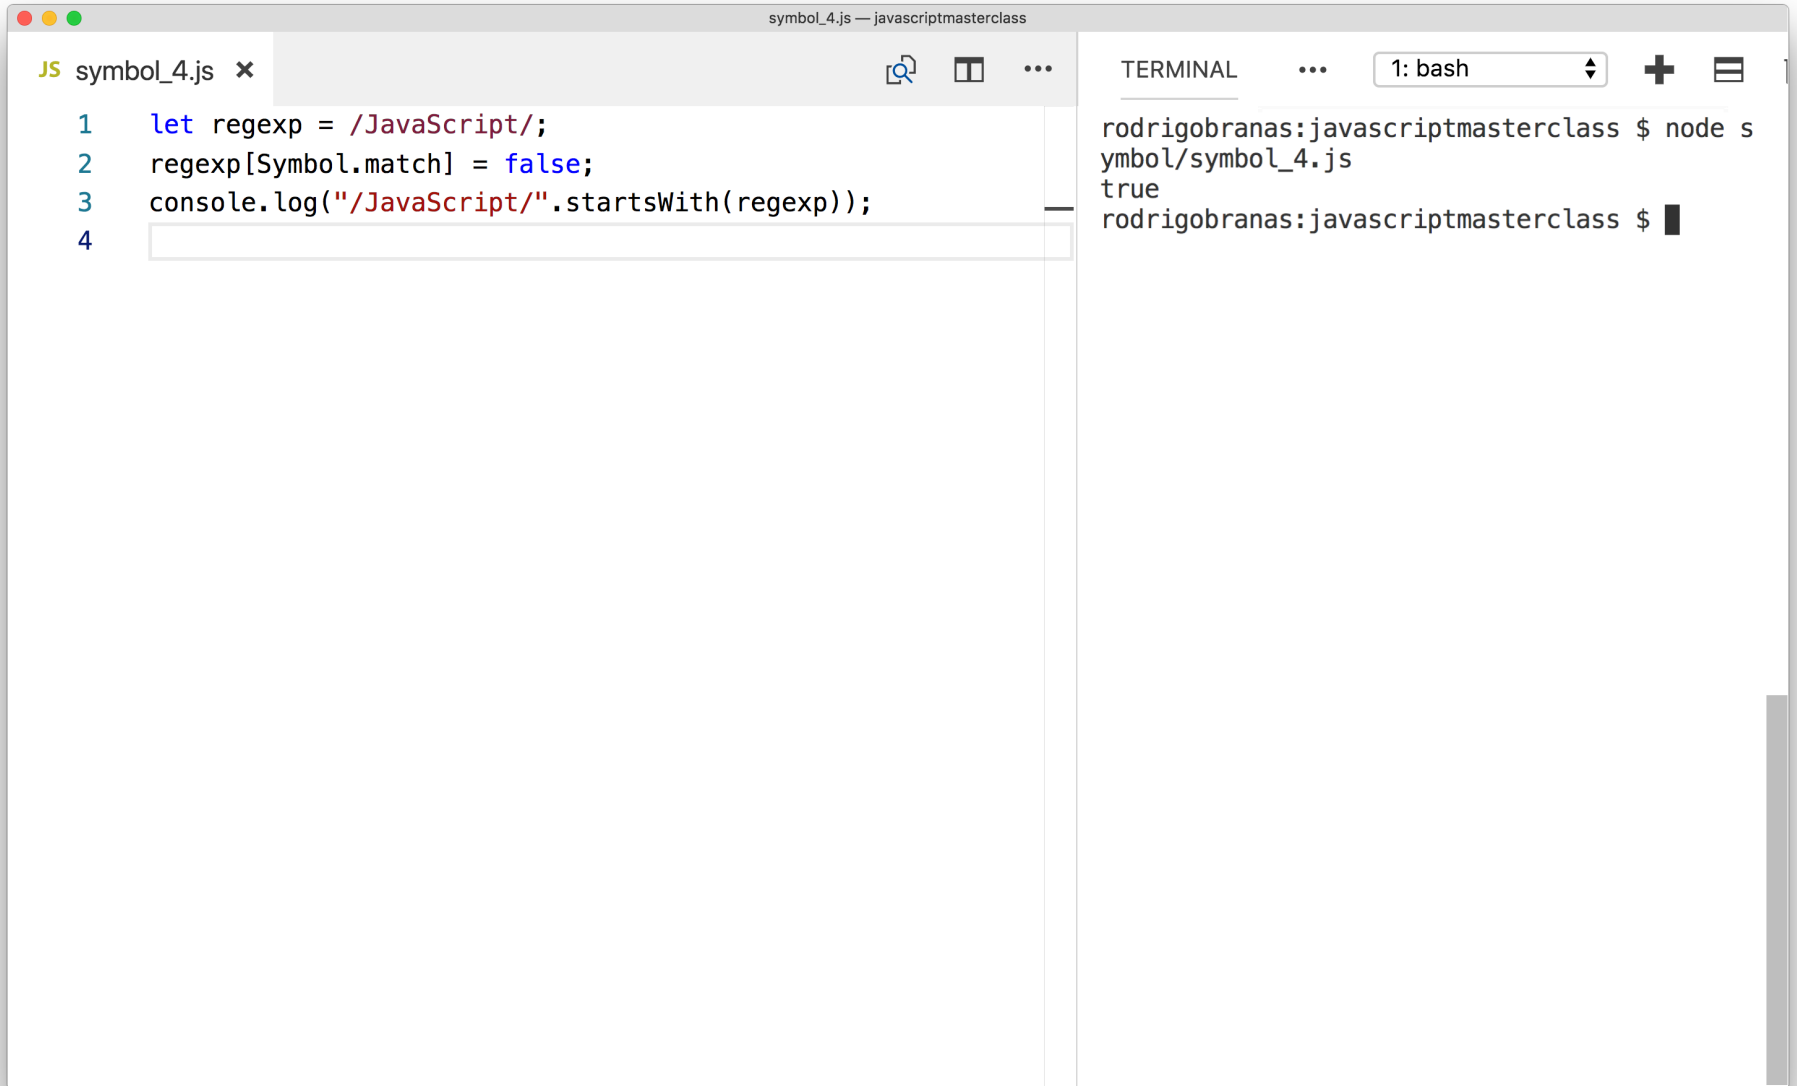 symbol_4.js — javascriptmasterclass
JS symbol_4.js ×
1 let regexp = /JavaScript/;
2 regexp[Symbol.match] = false;
3 console.log("/JavaScript/".startsWith(regexp));
4
TERMINAL ••• 1: bash
rodrigobranas:javascriptmasterclass $ node s
ymbol/symbol_4.js
true
rodrigobranas:javascriptmasterclass $